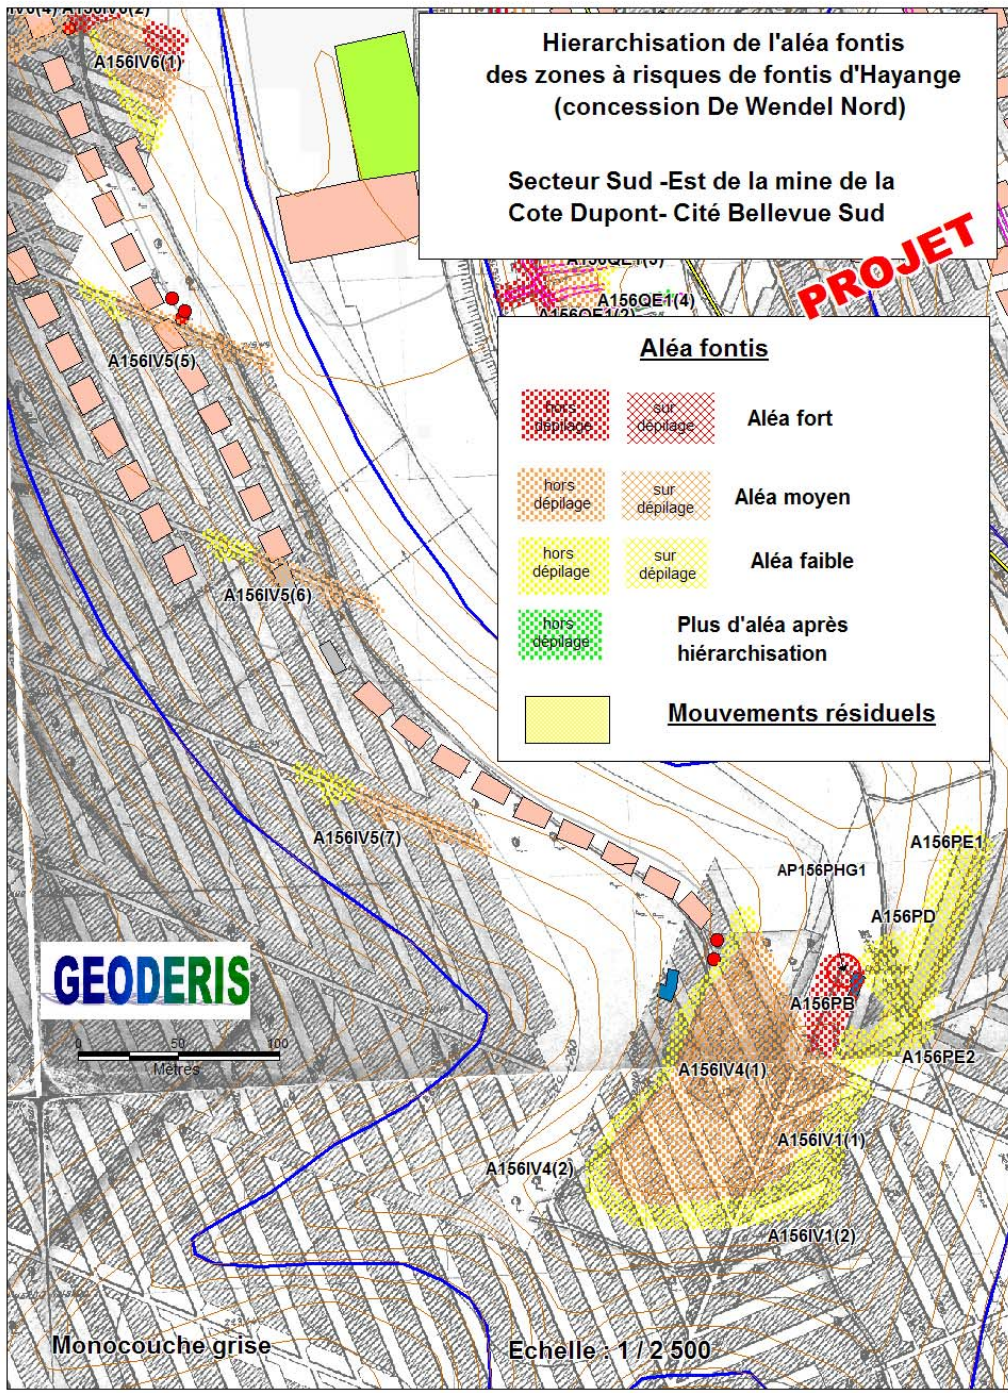 Hierarchisation de l'aléa fontis
des zones à risques de fontis d'Hayange
(concession De Wendel Nord)
Secteur Sud -Est de la mine de la
Cote Dupont- Cité Bellevue Sud
PROJET
A156IV6(1)
A156QE1(4)
A156IV5(5)
Aléa fontis
hors
dépilage
sur
dépilage
Aléa fort
hors
dépilage
sur
dépilage
Aléa moyen
hors
dépilage
sur
dépilage
Aléa faible
hors
dépilage
Plus d'aléa après
hiérarchisation
Mouvements résiduels
A156IV5(6)
A156IV5(7)
A156PE1
AP156PHG1
A156PD
GEODERIS
A156PB
0 50 100
Mètres
A156PE2
A156IV4(1)
A156IV1(1)
A156IV4(2)
A156IV1(2)
Monocouche grise
Echelle : 1 / 2 500